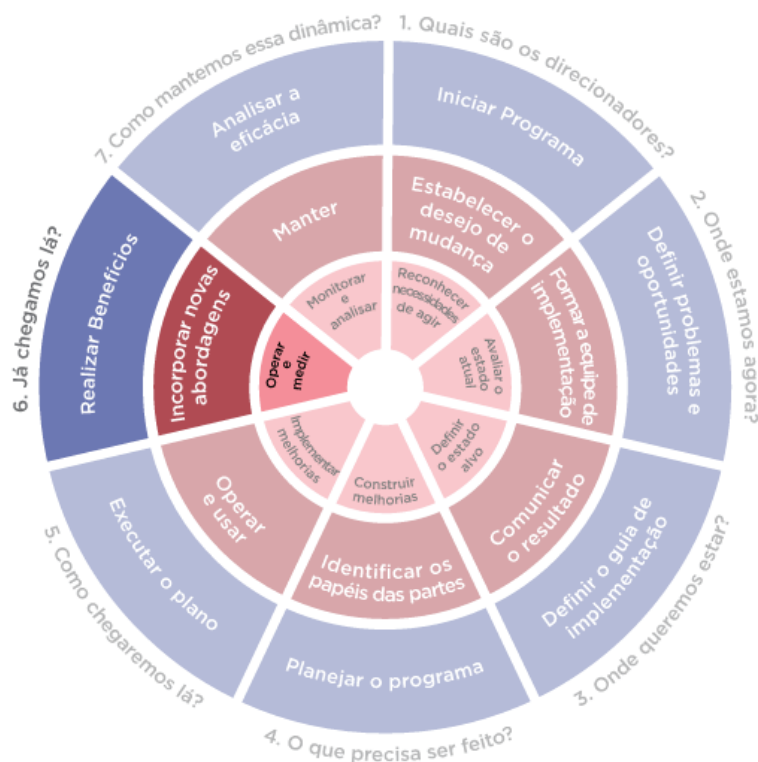 1. Quais são os direcionadores?
2. Onde estamos agora?
3. Onde queremos estar?
4. O que precisa ser feito?
5. Como chegaremos lá?
6. Já chegamos lá?
7. Como mantemos essa dinâmica?
Iniciar Programa
Definir problemas e
oportunidades
Definir o guia de
implementação
Planejar o programa
Executar o plano
Realizar Benefícios
Analisar a
eficácia
Estabelecer o
desejo de
mudança
Formar a equipe de
implementação
Comunicar
o resultado
Identificar os
papéis das partes
Operar
e usar
Incorporar novas
abordagens
Manter
Reconhecer
necessidades
de agir
Avaliar o
estado
atual
Definir
o estado
alvo
Construir
melhorias
Implementar
melhorias
Operar
e
medir
Monitorar
e
analisar